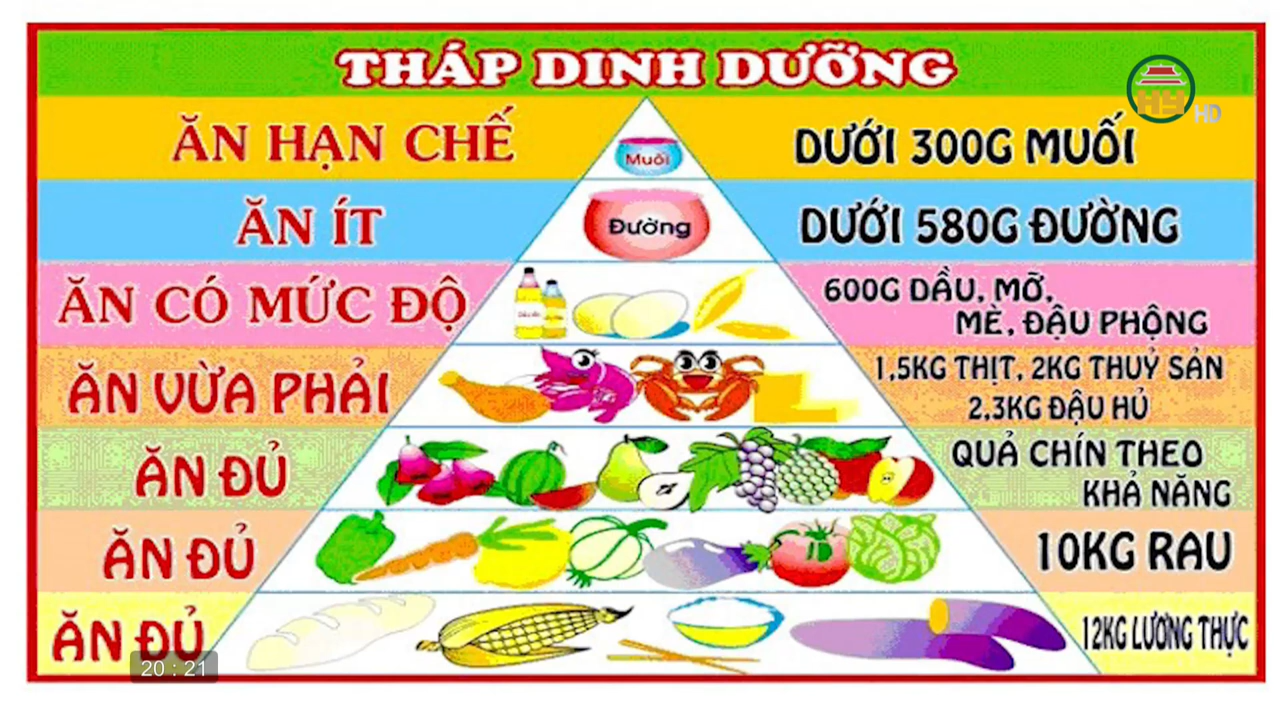 THÁP DINH DƯỠNG
HY HD
ĂN HẠN CHẾ
Muối
DƯỚI 300G MUỐI
ĂN ÍT
Đường
DƯỚI 580G ĐƯỜNG
ĂN CÓ MỨC ĐỘ
600G DẦU, MỠ,
MÈ, ĐẬU PHỘNG
ĂN VỪA PHẢI
1,5KG THỊT, 2KG THUỶ SẢN
2,3KG ĐẬU HỦ
ĂN ĐỦ
QUẢ CHÍN THEO
KHẢ NĂNG
ĂN ĐỦ
10KG RAU
ĂN ĐỦ
12KG LƯƠNG THỰC
20 : 21